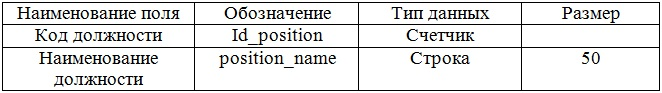 Наименование поля Обозначение Тип данных Размер
Код должности Id_position Счетчик
Наименование position_name Строка 50
должности